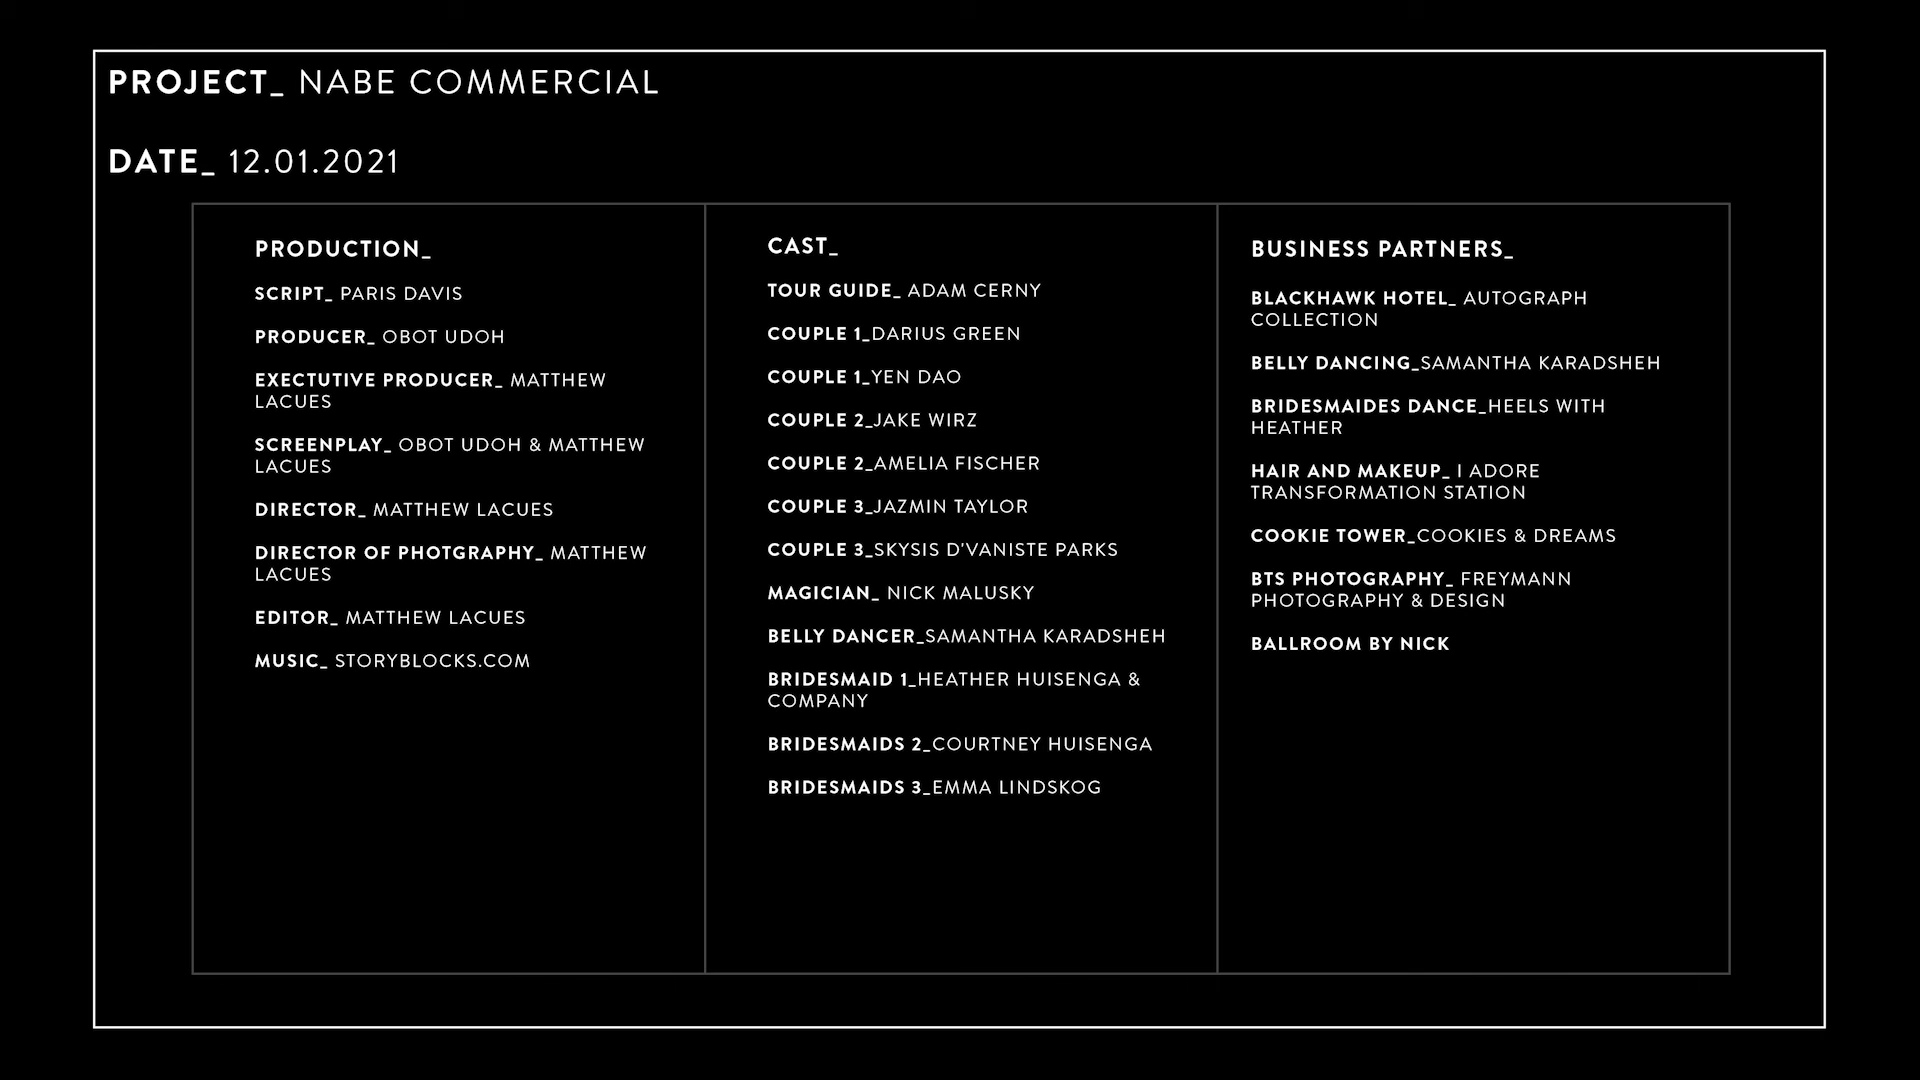 PROJECT_ NABE COMMERCIAL
DATE_ 12.01.2021
PRODUCTION_
SCRIPT_ PARIS DAVIS
PRODUCER_ OBOT UDOH
EXECTUTIVE PRODUCER_ MATTHEW
LACUES
SCREENPLAY_ OBOT UDOH & MATTHEW
LACUES
DIRECTOR_ MATTHEW LACUES
DIRECTOR OF PHOTGRAPHY_ MATTHEW
LACUES
EDITOR_ MATTHEW LACUES
MUSIC_ STORYBLOCKS.COM
CAST_
TOUR GUIDE_ ADAM CERNY
COUPLE 1_DARIUS GREEN
COUPLE 1_YEN DAO
COUPLE 2_JAKE WIRZ
COUPLE 2_AMELIA FISCHER
COUPLE 3_JAZMIN TAYLOR
COUPLE 3_SKYSIS D'VANISTE PARKS
MAGICIAN_ NICK MALUSKY
BELLY DANCER_SAMANTHA KARADSHEH
BRIDESMAID 1_HEATHER HUISENGA &
COMPANY
BRIDESMAIDS 2_COURTNEY HUISENGA
BRIDESMAIDS 3_EMMA LINDSKOG
BUSINESS PARTNERS_
BLACKHAWK HOTEL_ AUTOGRAPH
COLLECTION
BELLY DANCING_SAMANTHA KARADSHEH
BRIDESMAIDES DANCE_HEELS WITH
HEATHER
HAIR AND MAKEUP_ I ADORE
TRANSFORMATION STATION
COOKIE TOWER_COOKIES & DREAMS
BTS PHOTOGRAPHY_ FREYMANN
PHOTOGRAPHY & DESIGN
BALLROOM BY NICK